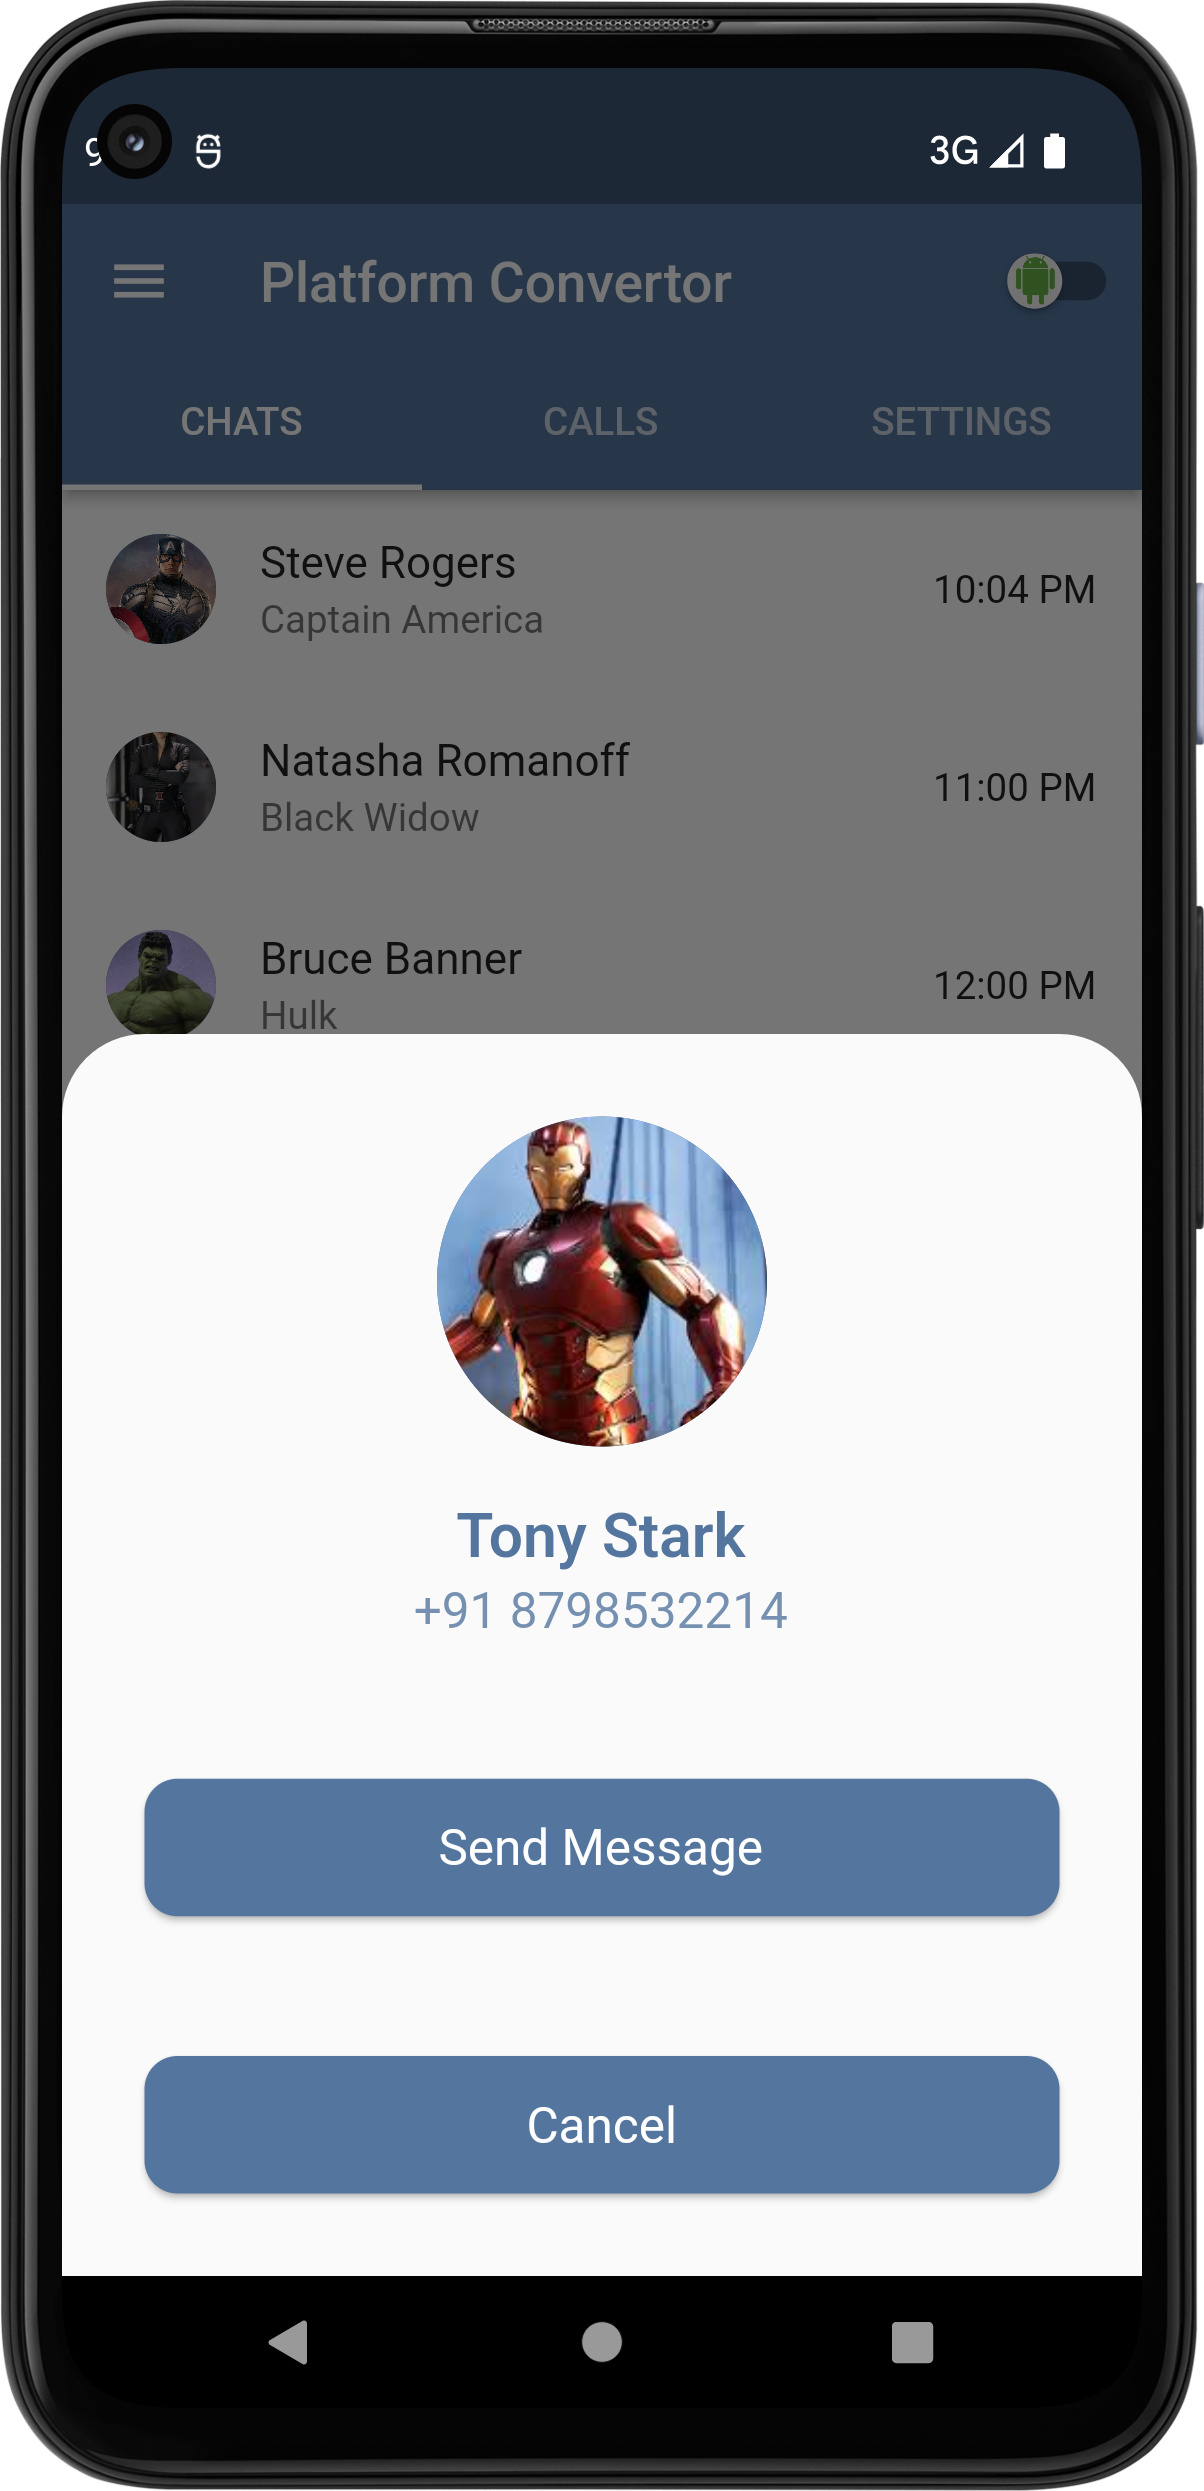 3G
Platform Convertor
CHATS CALLS SETTINGS
Steve Rogers
Captain America
10:04 PM
Natasha Romanoff
Black Widow
11:00 PM
Bruce Banner
Hulk
12:00 PM
Tony Stark
+91 8798532214
Send Message
Cancel